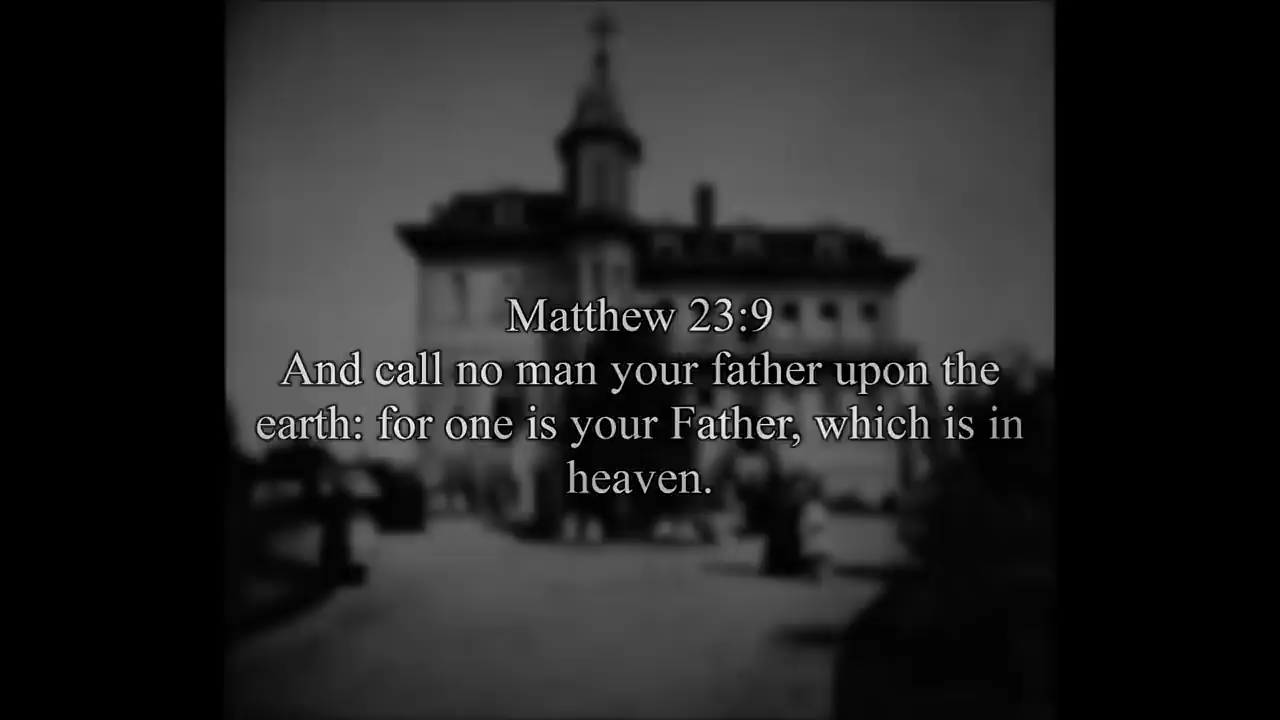 Matthew 23:9
And call no man your father upon the
earth: for one is your Father, which is in
heaven.